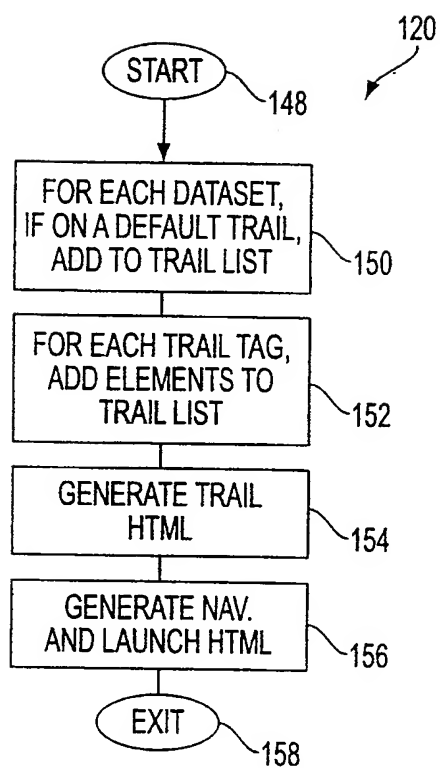 120
START
148
FOR EACH DATASET,
IF ON A DEFAULT TRAIL,
ADD TO TRAIL LIST
150
FOR EACH TRAIL TAG,
ADD ELEMENTS TO
TRAIL LIST
152
GENERATE TRAIL
HTML
154
GENERATE NAV.
AND LAUNCH HTML
156
EXIT
158